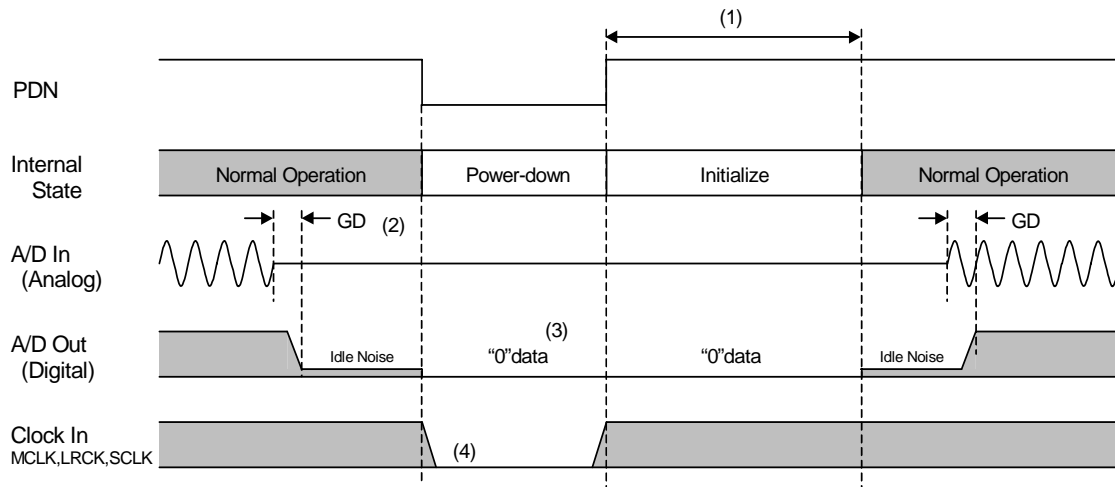 (1)
PDN
Internal
State
Normal Operation
Power-down
Initialize
Normal Operation
GD
(2)
GD
A/D In
(Analog)
A/D Out
(Digital)
Idle Noise
(3)
“0”data
“0”data
Idle Noise
Clock In
MCLK,LRCK,SCLK
(4)